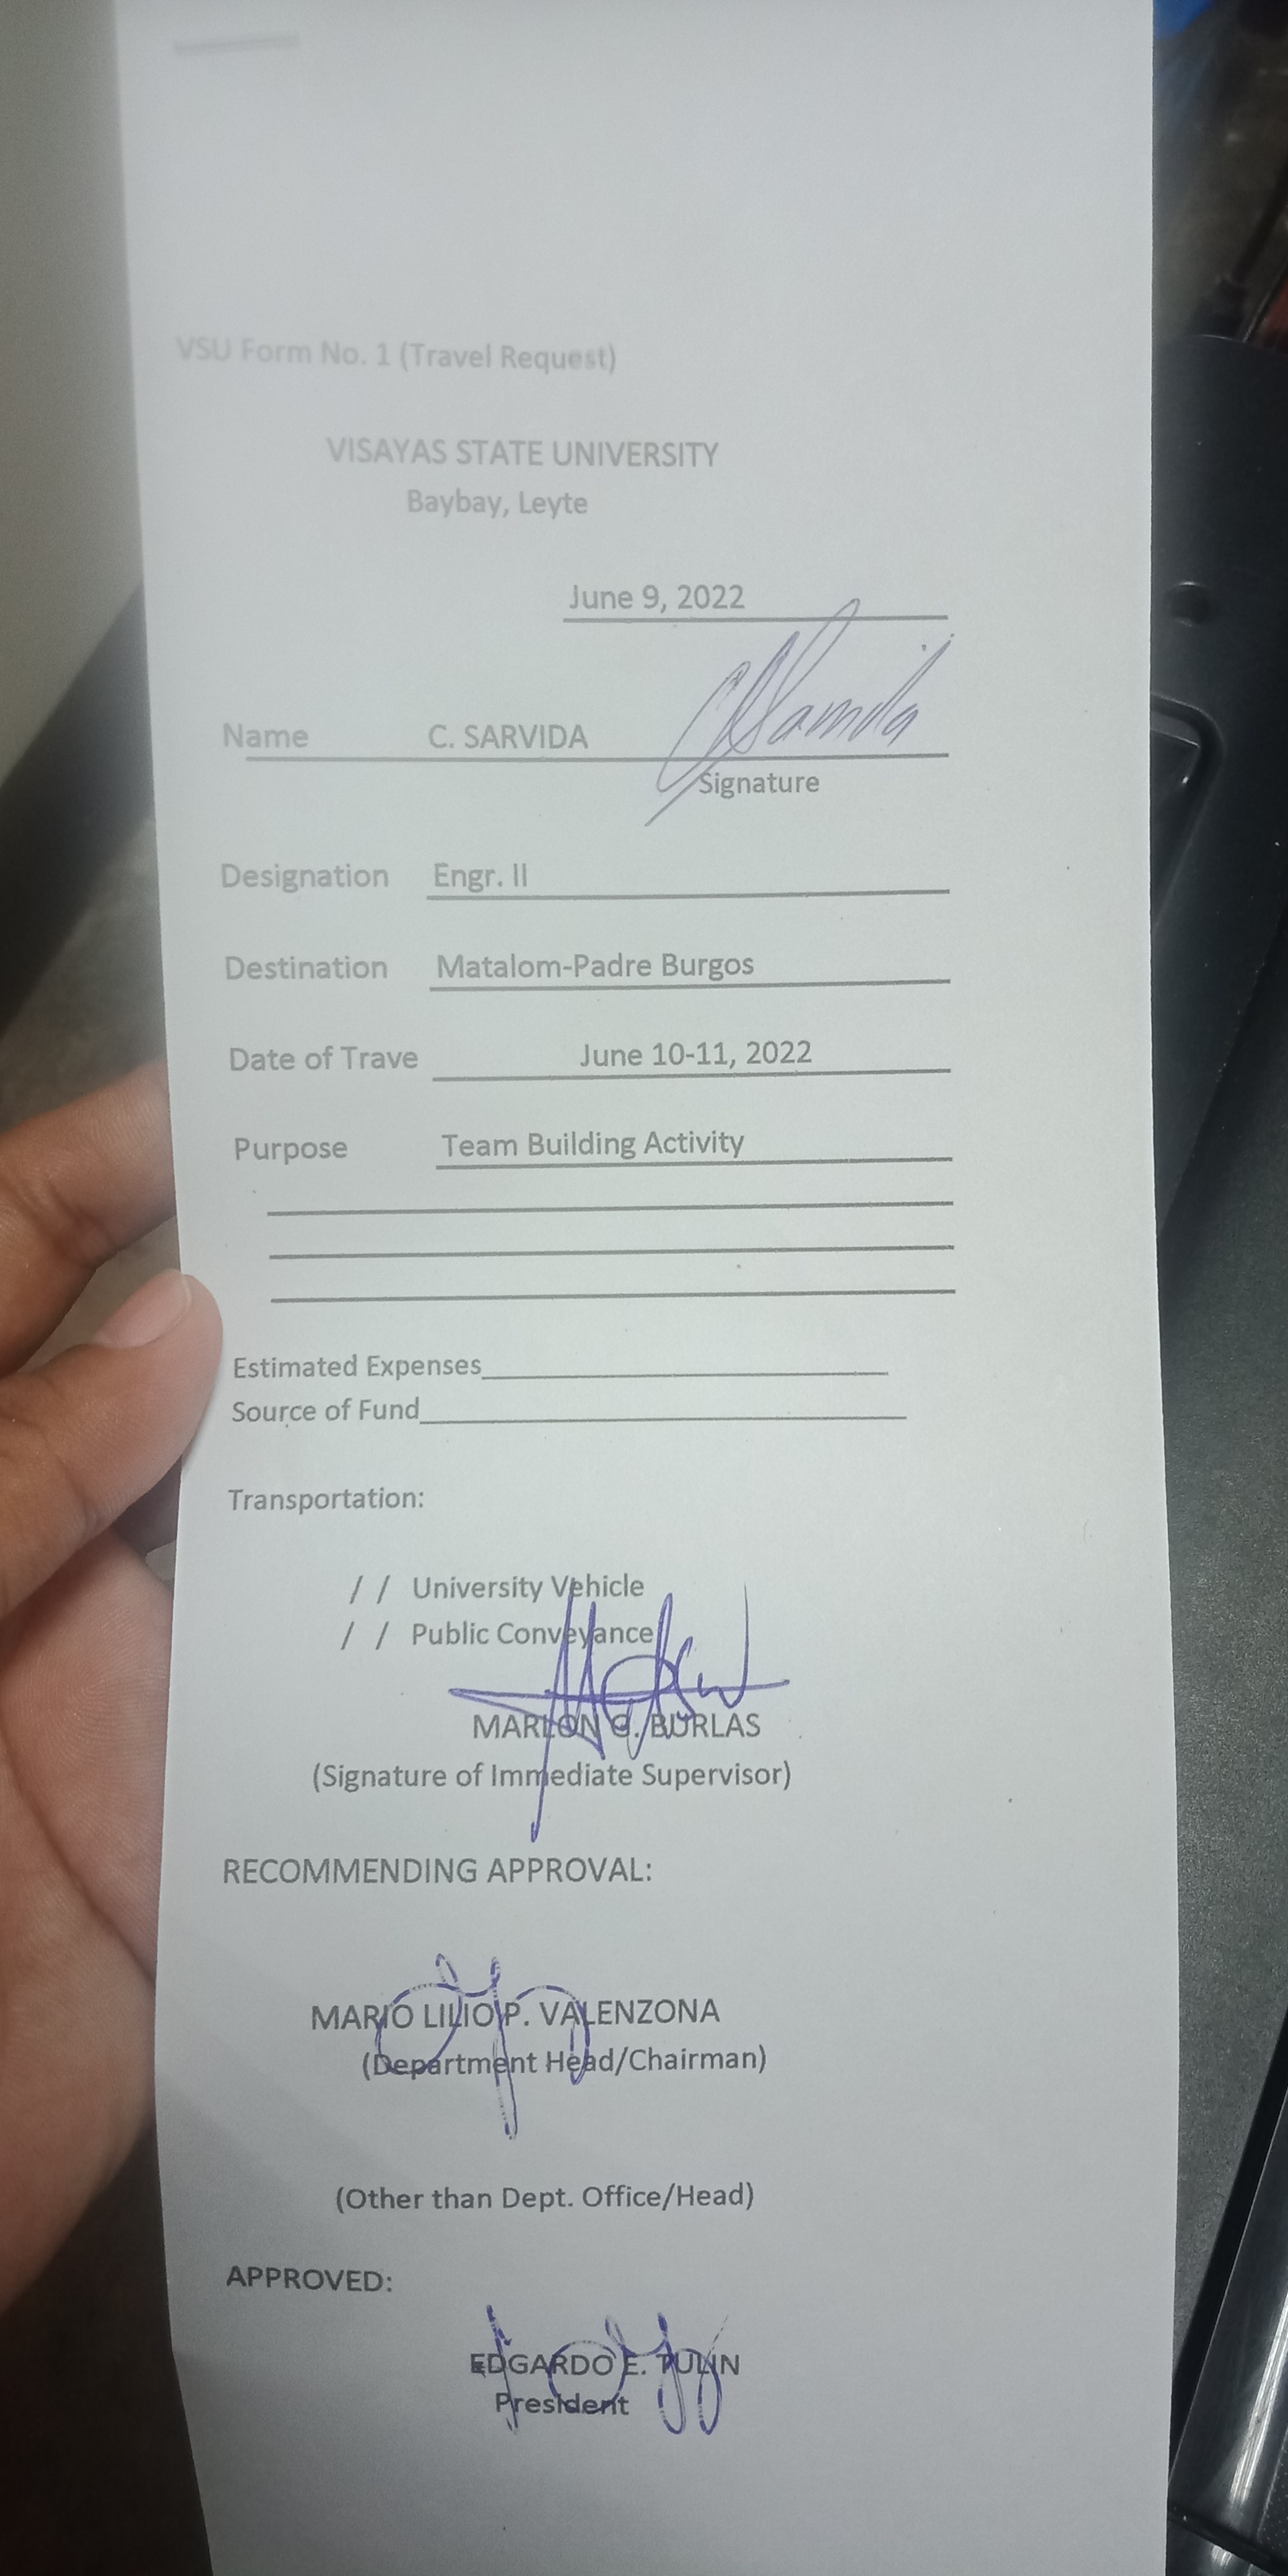 VSU Form No. 1 (Travel Request)
VISAYAS STATE UNIVERSITY
Baybay, Leyte
June 9, 2022
Name C. SARVIDA
Signature
Designation Engr. II
Destination Matalom-Padre Burgos
Date of Trave June 10-11, 2022
Purpose Team Building Activity
Estimated Expenses
Source of Fund
Transportation:
/ / University Vehicle
/ / Public Conveyance
MARLON G. BURLAS
(Signature of Immediate Supervisor)
RECOMMENDING APPROVAL:
MARIO LILIO P. VALENZONA
(Department Head/Chairman)
(Other than Dept. Office/Head)
APPROVED:
EDGARDO E. TULIN
President